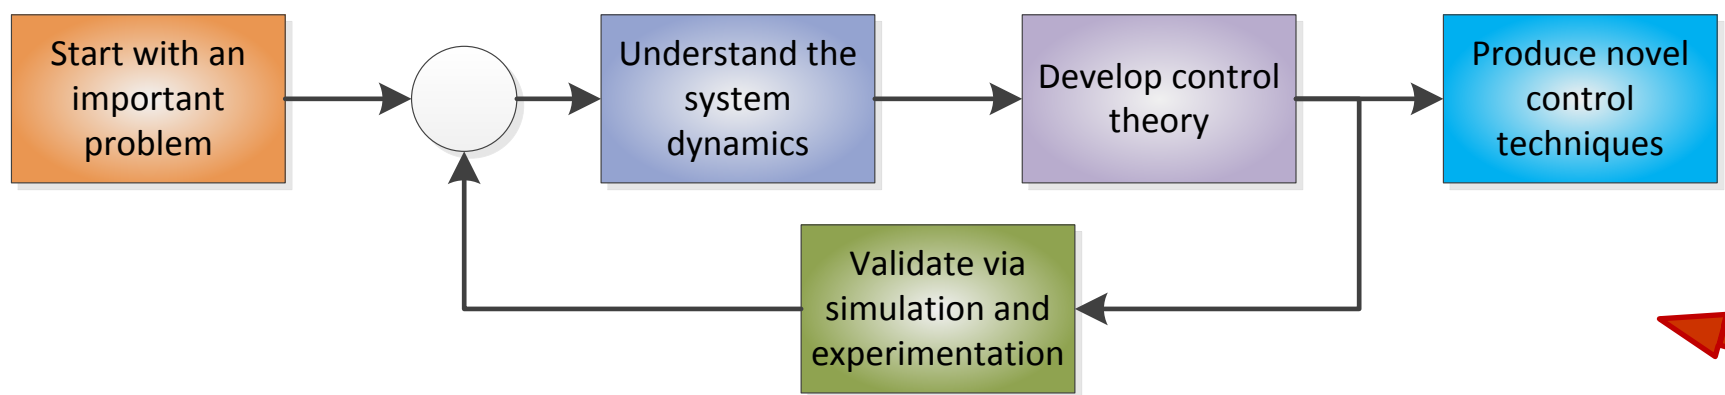 Start with an
important
problem
Understand the
system
dynamics
Develop control
theory
Produce novel
control
techniques
Validate via
simulation and
experimentation